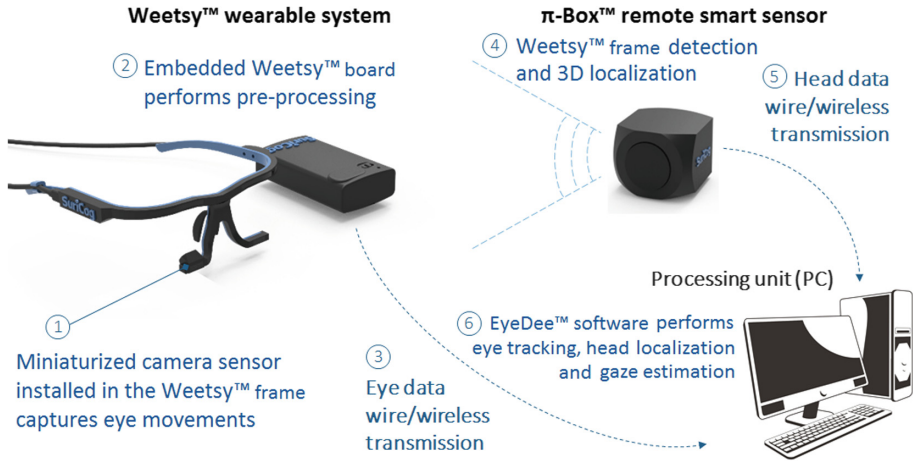 Weetsy™ wearable system
π-Box™ remote smart sensor
② Embedded Weetsy™ board
performs pre-processing
④ Weetsy™ frame detection
and 3D localization
⑤ Head data
wire/wireless
transmission
SuriCog
SuriCog
SuriCog
① 
Miniaturized camera sensor
installed in the Weetsy™ frame
captures eye movements
③
Eye data
wire/wireless
transmission
Processing unit (PC)
⑥ EyeDee™ software performs
eye tracking, head localization
and gaze estimation